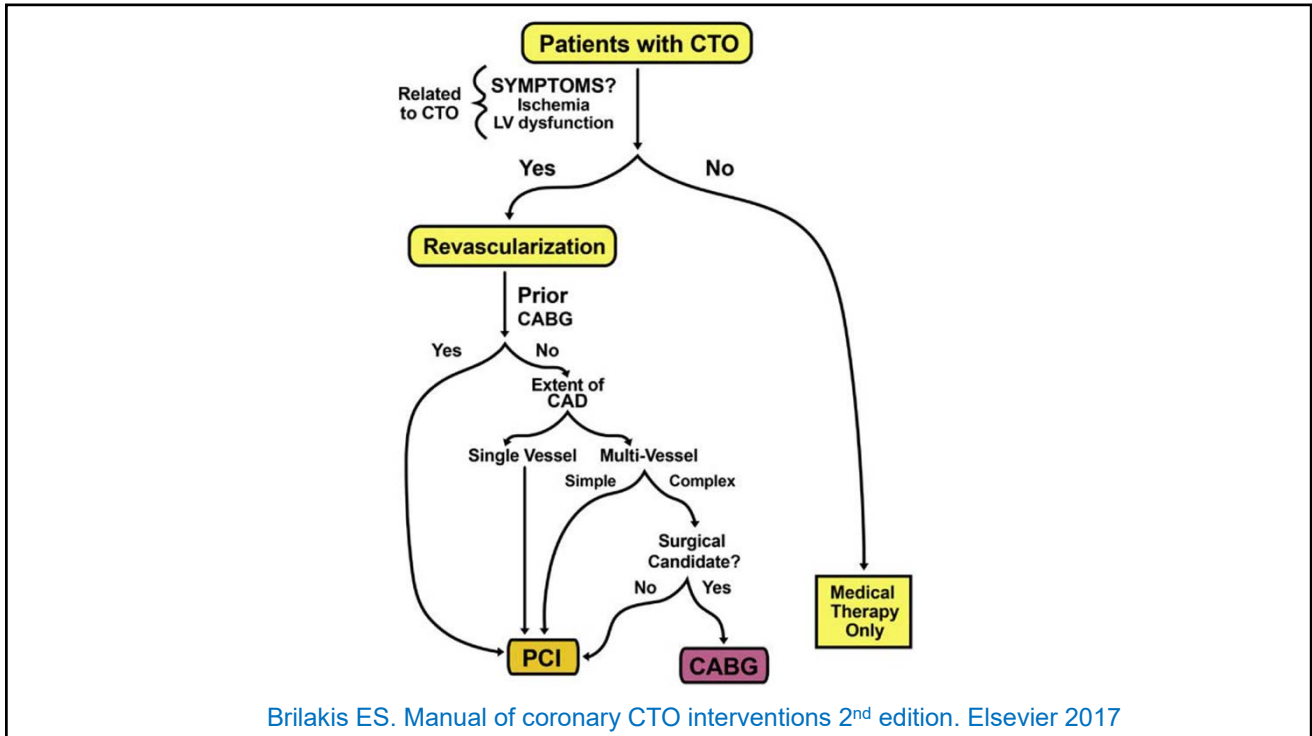 Patients with CTO
Related
to CTO
SYMPTOMS?
Ischemia
LV dysfunction
Yes
No
Revascularization
Prior
CABG
Yes
No
Extent of
CAD
Single Vessel
Multi-Vessel
Simple
Complex
Surgical
Candidate?
No
Yes
Medical
Therapy
Only
PCI
CABG
Brilakis ES. Manual of coronary CTO interventions 2nd edition. Elsevier 2017